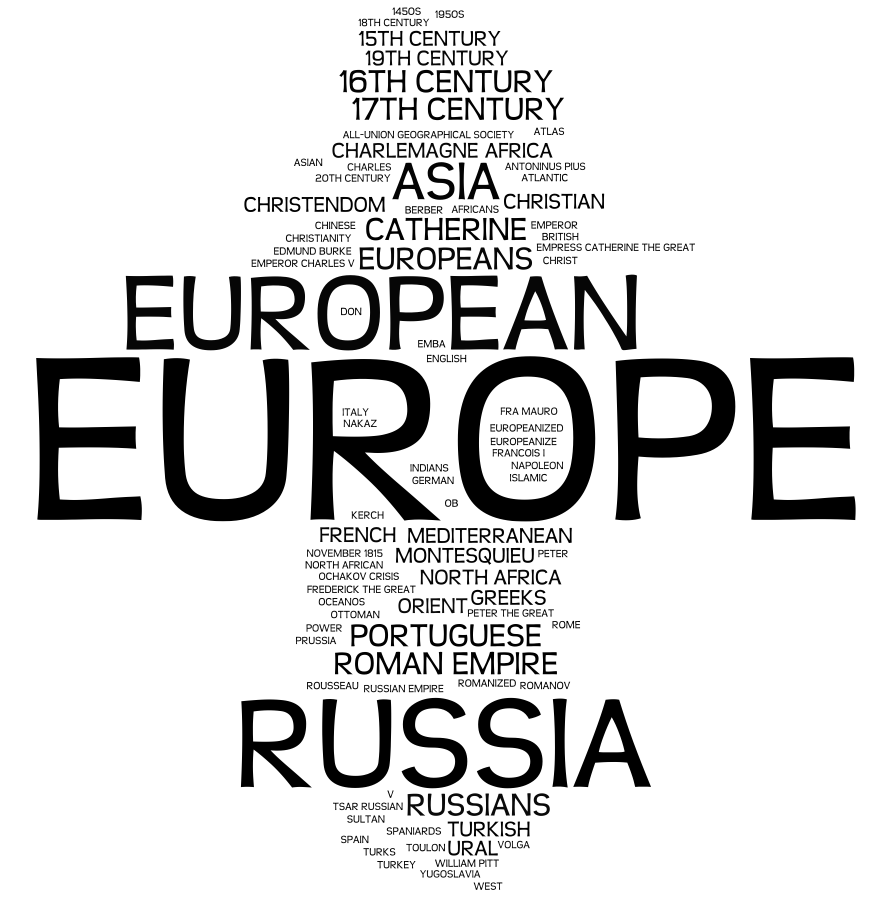 1450S 1950S
18TH CENTURY
15TH CENTURY
19TH CENTURY
16TH CENTURY
17TH CENTURY
ALL-UNION GEOGRAPHICAL SOCIETY ATLAS
CHARLEMAGNE AFRICA
ASIAN CHARLES ANTONINUS PIUS
20TH CENTURY ASIA ATLANTIC
CHRISTENDOM BERBER AFRICANS CHRISTIAN
CHINESE CATHERINE EMPEROR
CHRISTIANITY BRITISH
EDMUND BURKE EUROPEANS EMPRESS CATHERINE THE GREAT
EMPEROR CHARLES V CHRIST
EUROPEAN
DON
EMBA
ENGLISH
EUROPE
ITALY FRA MAURO
NAKAZ EUROPEANIZED
EUROPEANIZE
FRANCOIS I
INDIANS NAPOLEON
GERMAN ISLAMIC
OB
KERCH
FRENCH MEDITERRANEAN
NOVEMBER 1815 MONTESQUIEU PETER
NORTH AFRICAN
OCHAKOV CRISIS NORTH AFRICA
FREDERICK THE GREAT GREEKS
OCEANOS ORIENT
OTTOMAN PETER THE GREAT
POWER PORTUGUESE ROME
PRUSSIA
ROMAN EMPIRE
ROUSSEAU RUSSIAN EMPIRE ROMANIZED ROMANOV
RUSSIA
V
TSAR RUSSIAN RUSSIANS
SULTAN
SPANIARDS TURKISH
SPAIN TOULON URAL VOLGA
TURKS
TURKEY WILLIAM PITT
YUGOSLAVIA
WEST